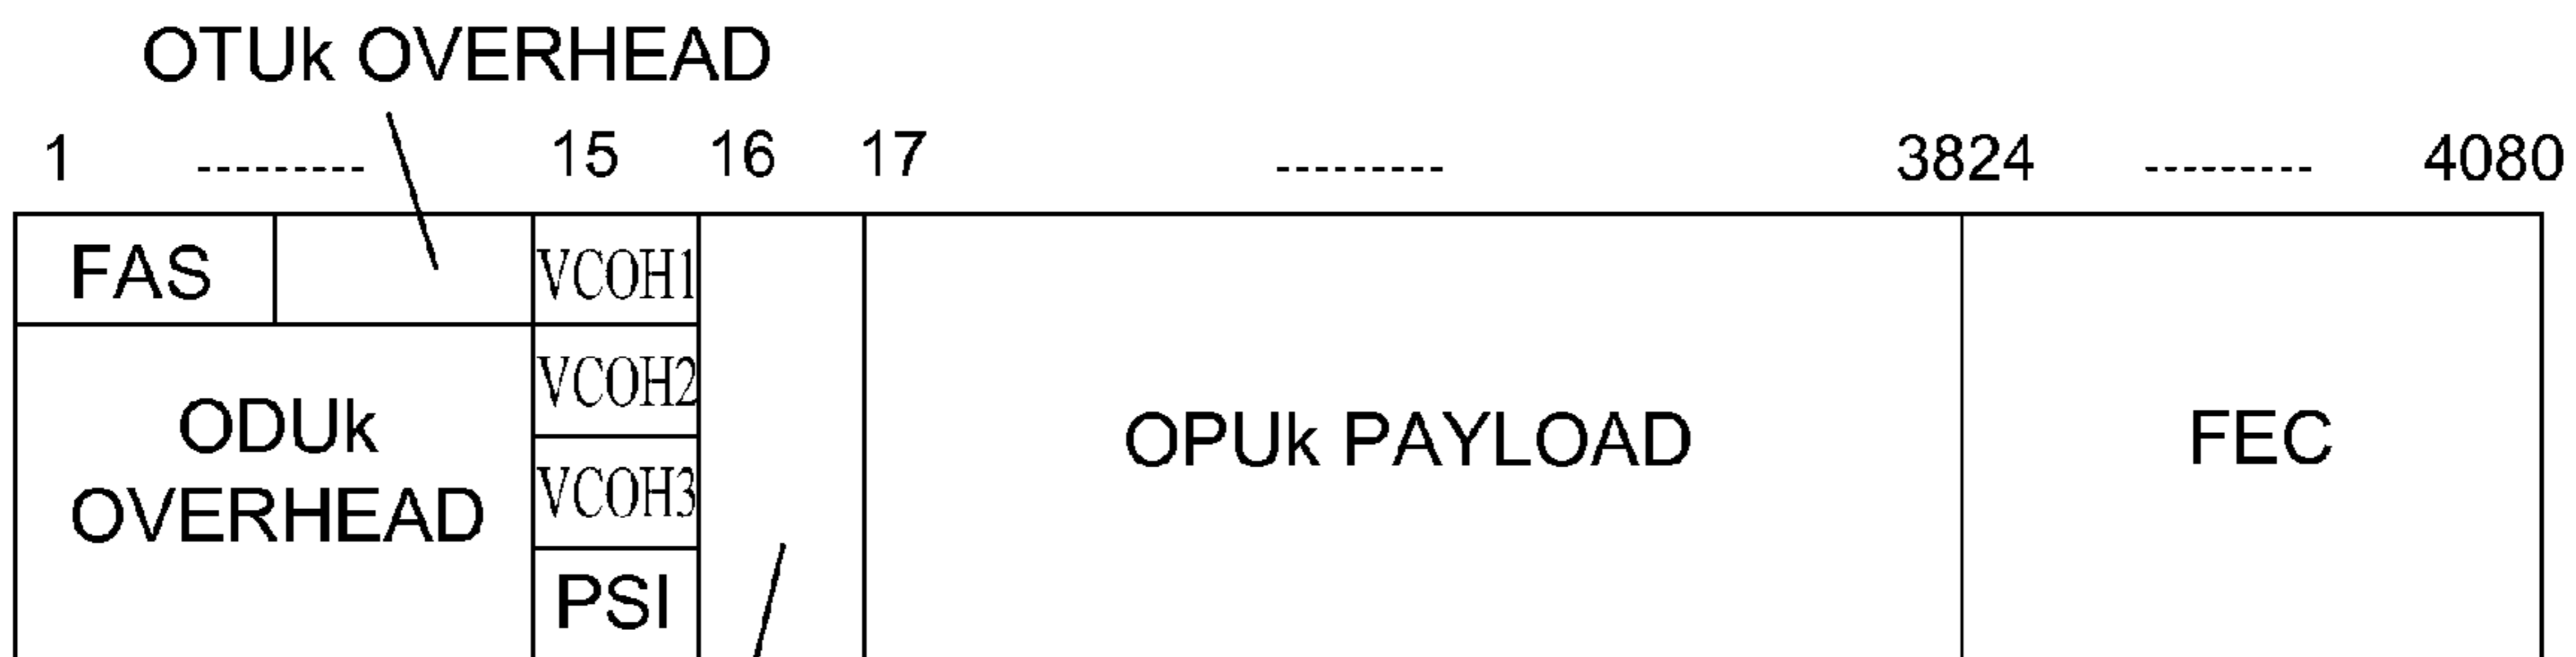 OTUk OVERHEAD
1 --------- 15 16 17 --------- 3824 --------- 4080
FAS
VCOH1
VCOH2
ODUk
OVERHEAD
VCOH3
PSI
OPUk PAYLOAD
FEC